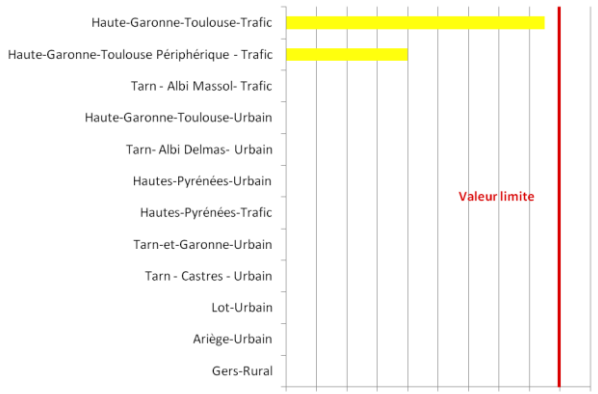 Haute-Garonne-Toulouse-Trafic
Haute-Garonne-Toulouse Périphérique - Trafic
Tarn - Albi Massol- Trafic
Haute-Garonne-Toulouse-Urbain
Tarn- Albi Delmas- Urbain
Hautes-Pyrénées-Urbain
Valeur limite
Hautes-Pyrénées-Trafic
Tarn-et-Garonne-Urbain
Tarn - Castres - Urbain
Lot-Urbain
Ariège-Urbain
Gers-Rural